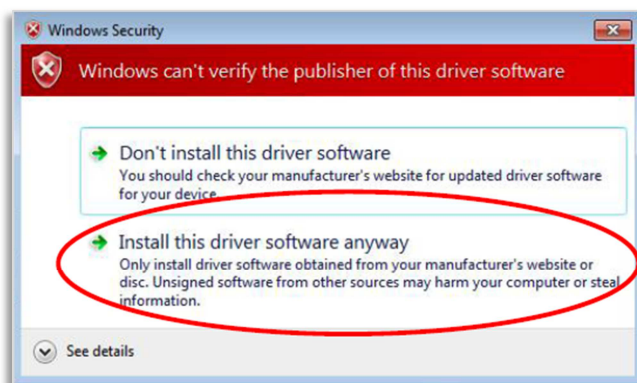 Windows Security
Windows can't verify the publisher of this driver software
Don't install this driver software
You should check your manufacturer's website for updated driver software
for your device.
Install this driver software anyway
Only install driver software obtained from your manufacturer's website or
disc. Unsigned software from other sources may harm your computer or steal
information.
See details